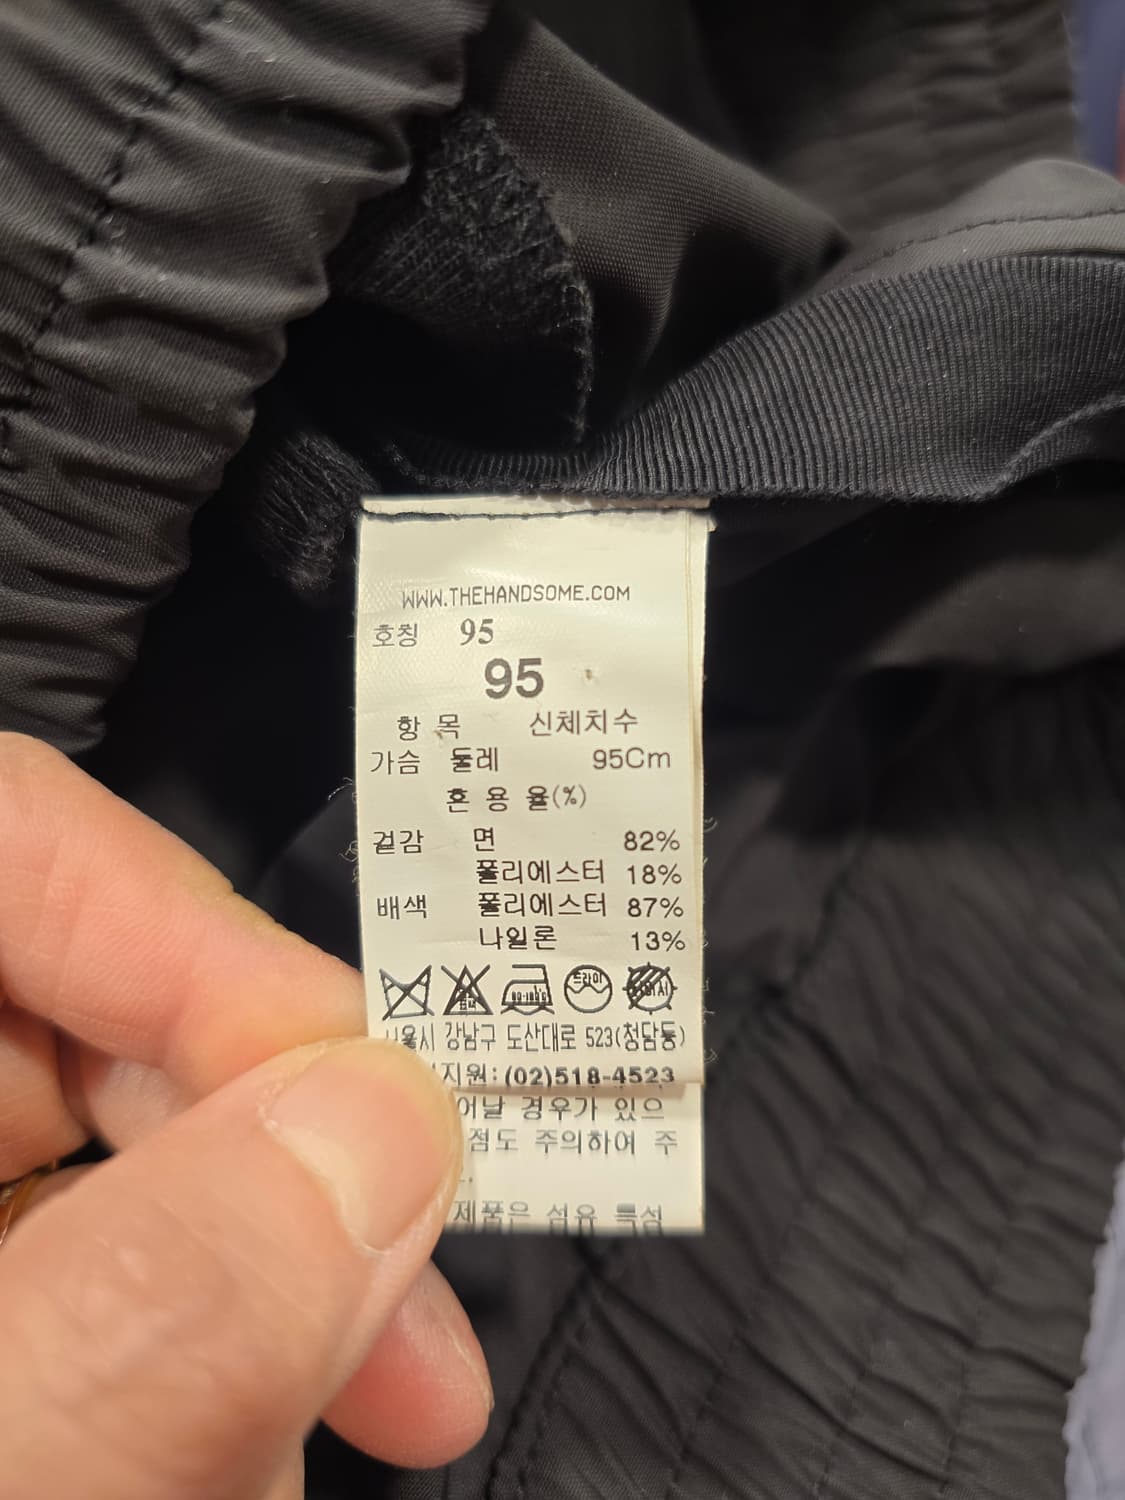 WWW.THEHANDSOME.COM
호칭 95
95
항 목 신체치수
가슴 둘레 95Cm
혼 용 율(%)
겉감 면 82%
폴리에스터 18%
배색 폴리에스터 87%
나일론 13%
드라이
강남구 도산대로 523(청담동)
지원: (02)518-4523
어날 경우가 있으
점도 주의하여 주
제품은 섬유 특성